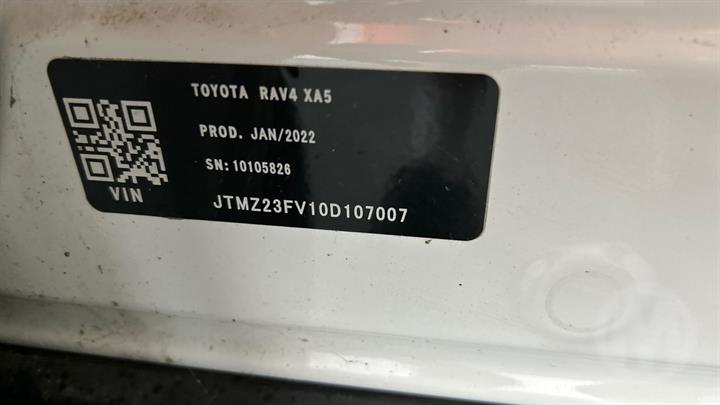 TOYOTA RAV4 XA5
PROD. JAN/2022
SN: 10105826
VIN
JTMZ23FV10D107007